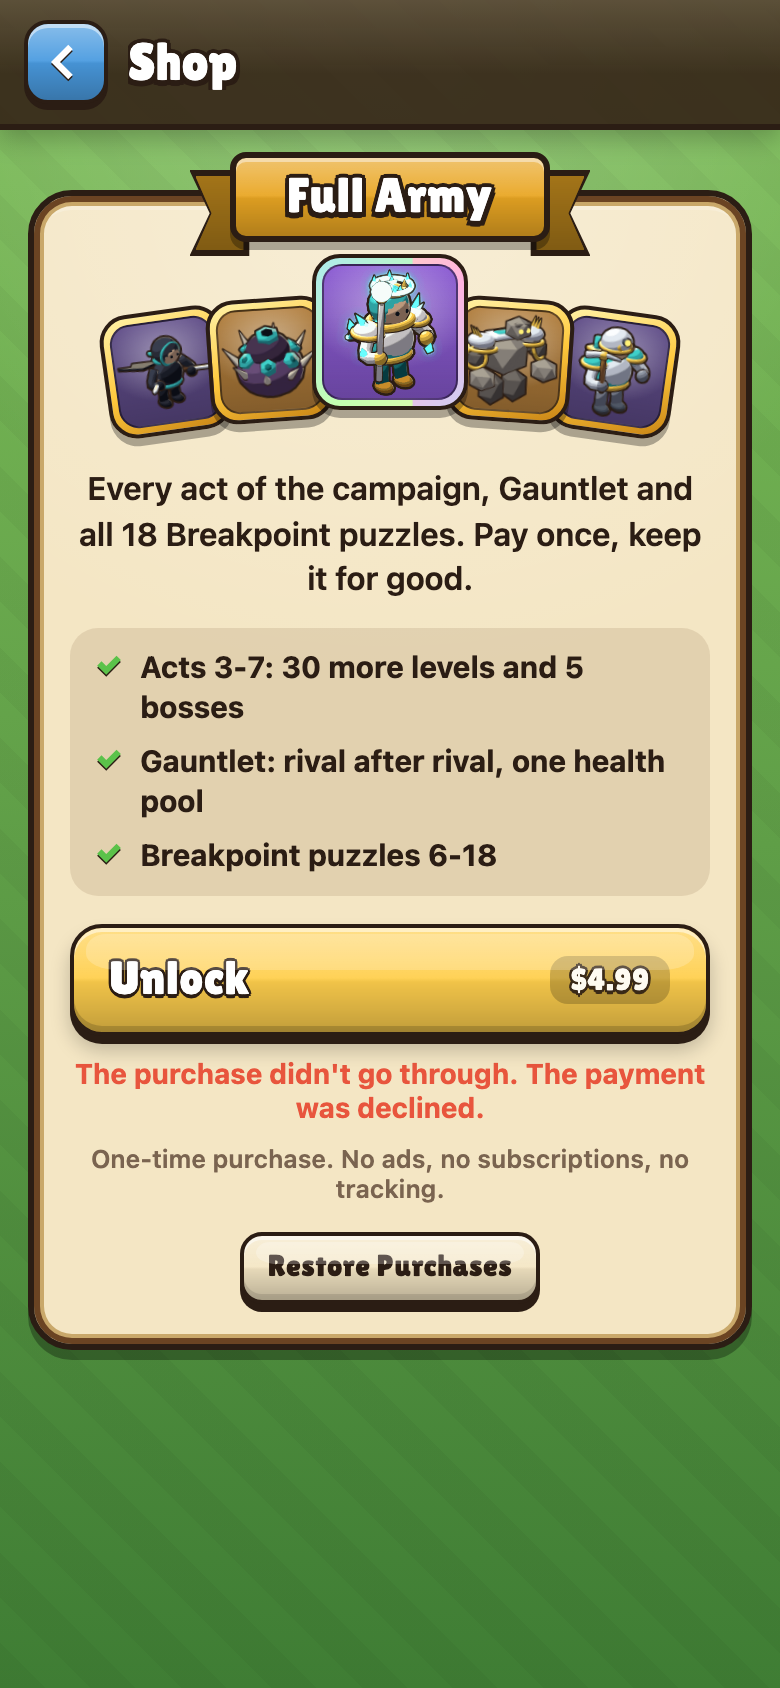 Shop
Full Army
Every act of the campaign, Gauntlet and
all 18 Breakpoint puzzles. Pay once, keep
it for good.
Acts 3-7: 30 more levels and 5
bosses
Gauntlet: rival after rival, one health
pool
Breakpoint puzzles 6-18
Unlock
$4.99
The purchase didn't go through. The payment
was declined.
One-time purchase. No ads, no subscriptions, no
tracking.
Restore Purchases